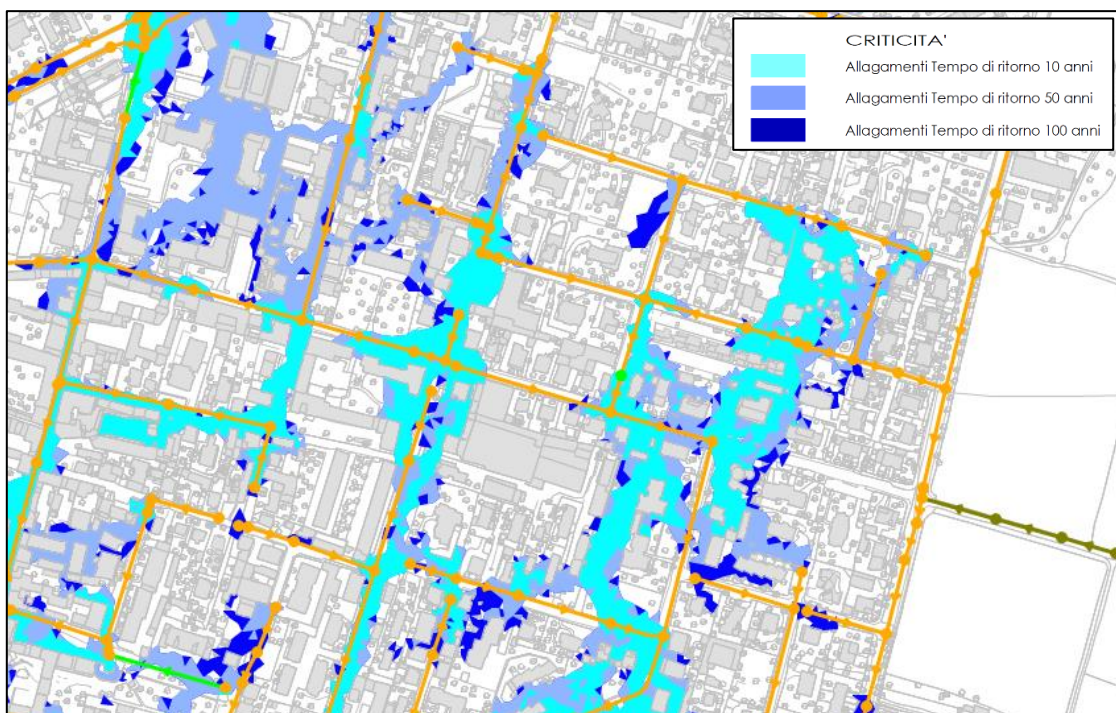 CRITICITA'
Allagamenti Tempo di ritorno 10 anni
Allagamenti Tempo di ritorno 50 anni
Allagamenti Tempo di ritorno 100 anni